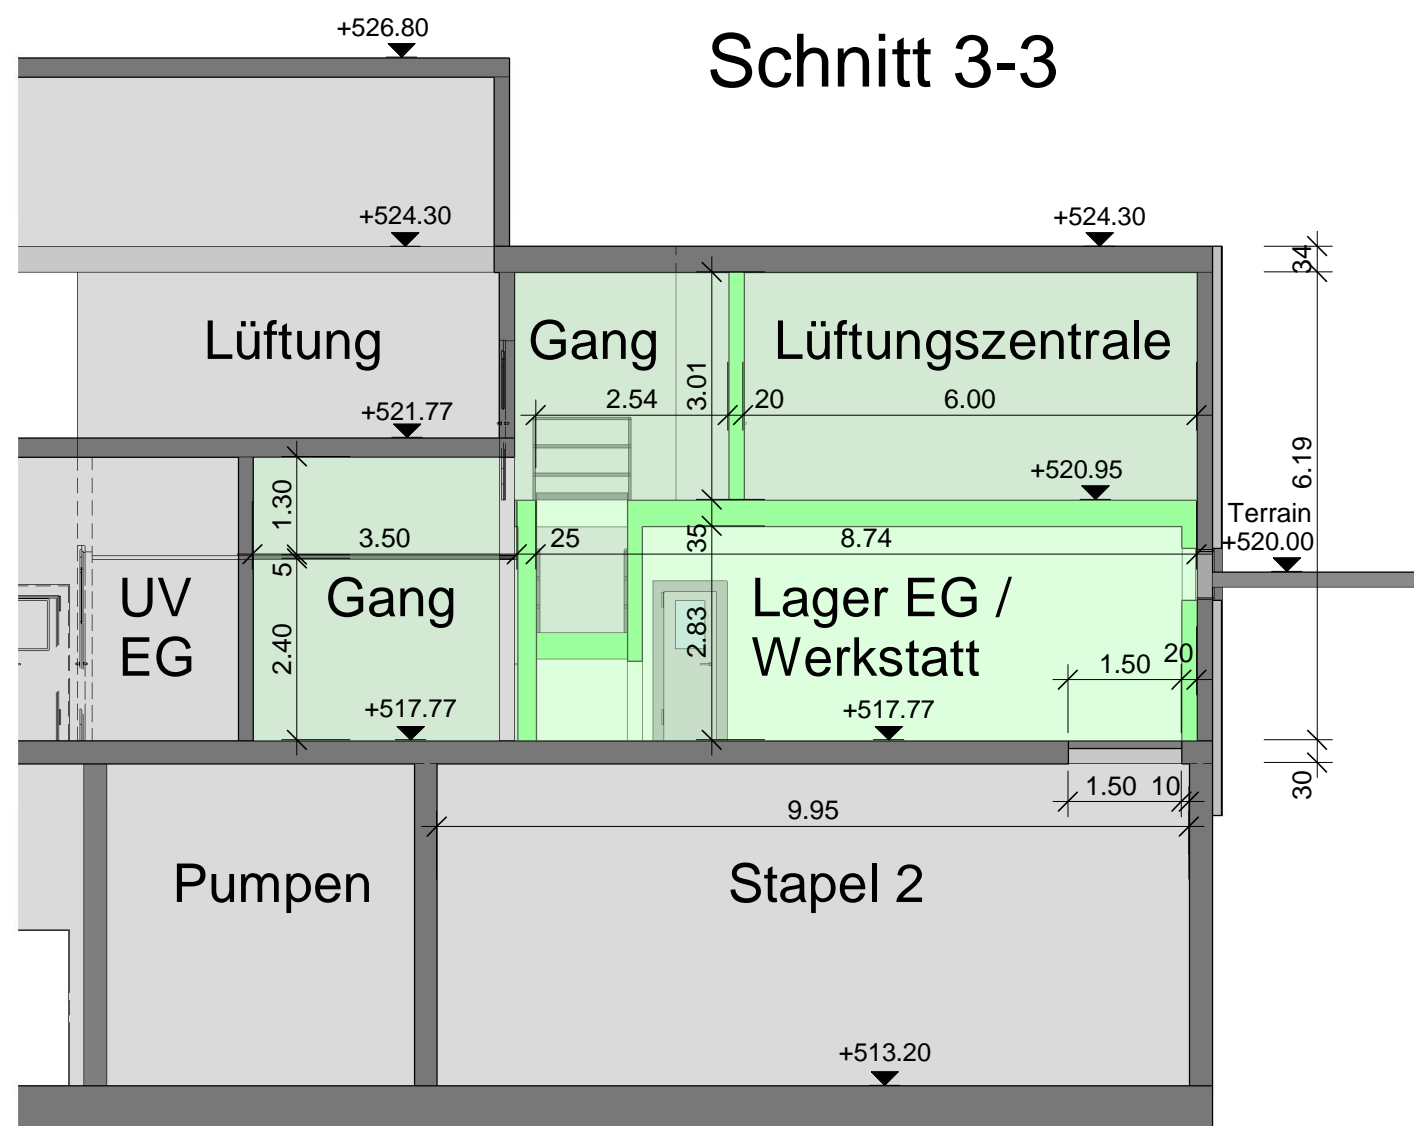 +526.80
Schnitt 3-3
+524.30
+524.30
34
Lüftung
Gang
Lüftungszentrale
3.01
2.54
20
6.00
+521.77
6.19
+520.95
1.30
Terrain
+520.00
3.50
25
35
8.74
5
UV
EG
Gang
Lager EG /
Werkstatt
2.40
2.83
1.50
20
+517.77
+517.77
30
1.50
10
9.95
Pumpen
Stapel 2
+513.20